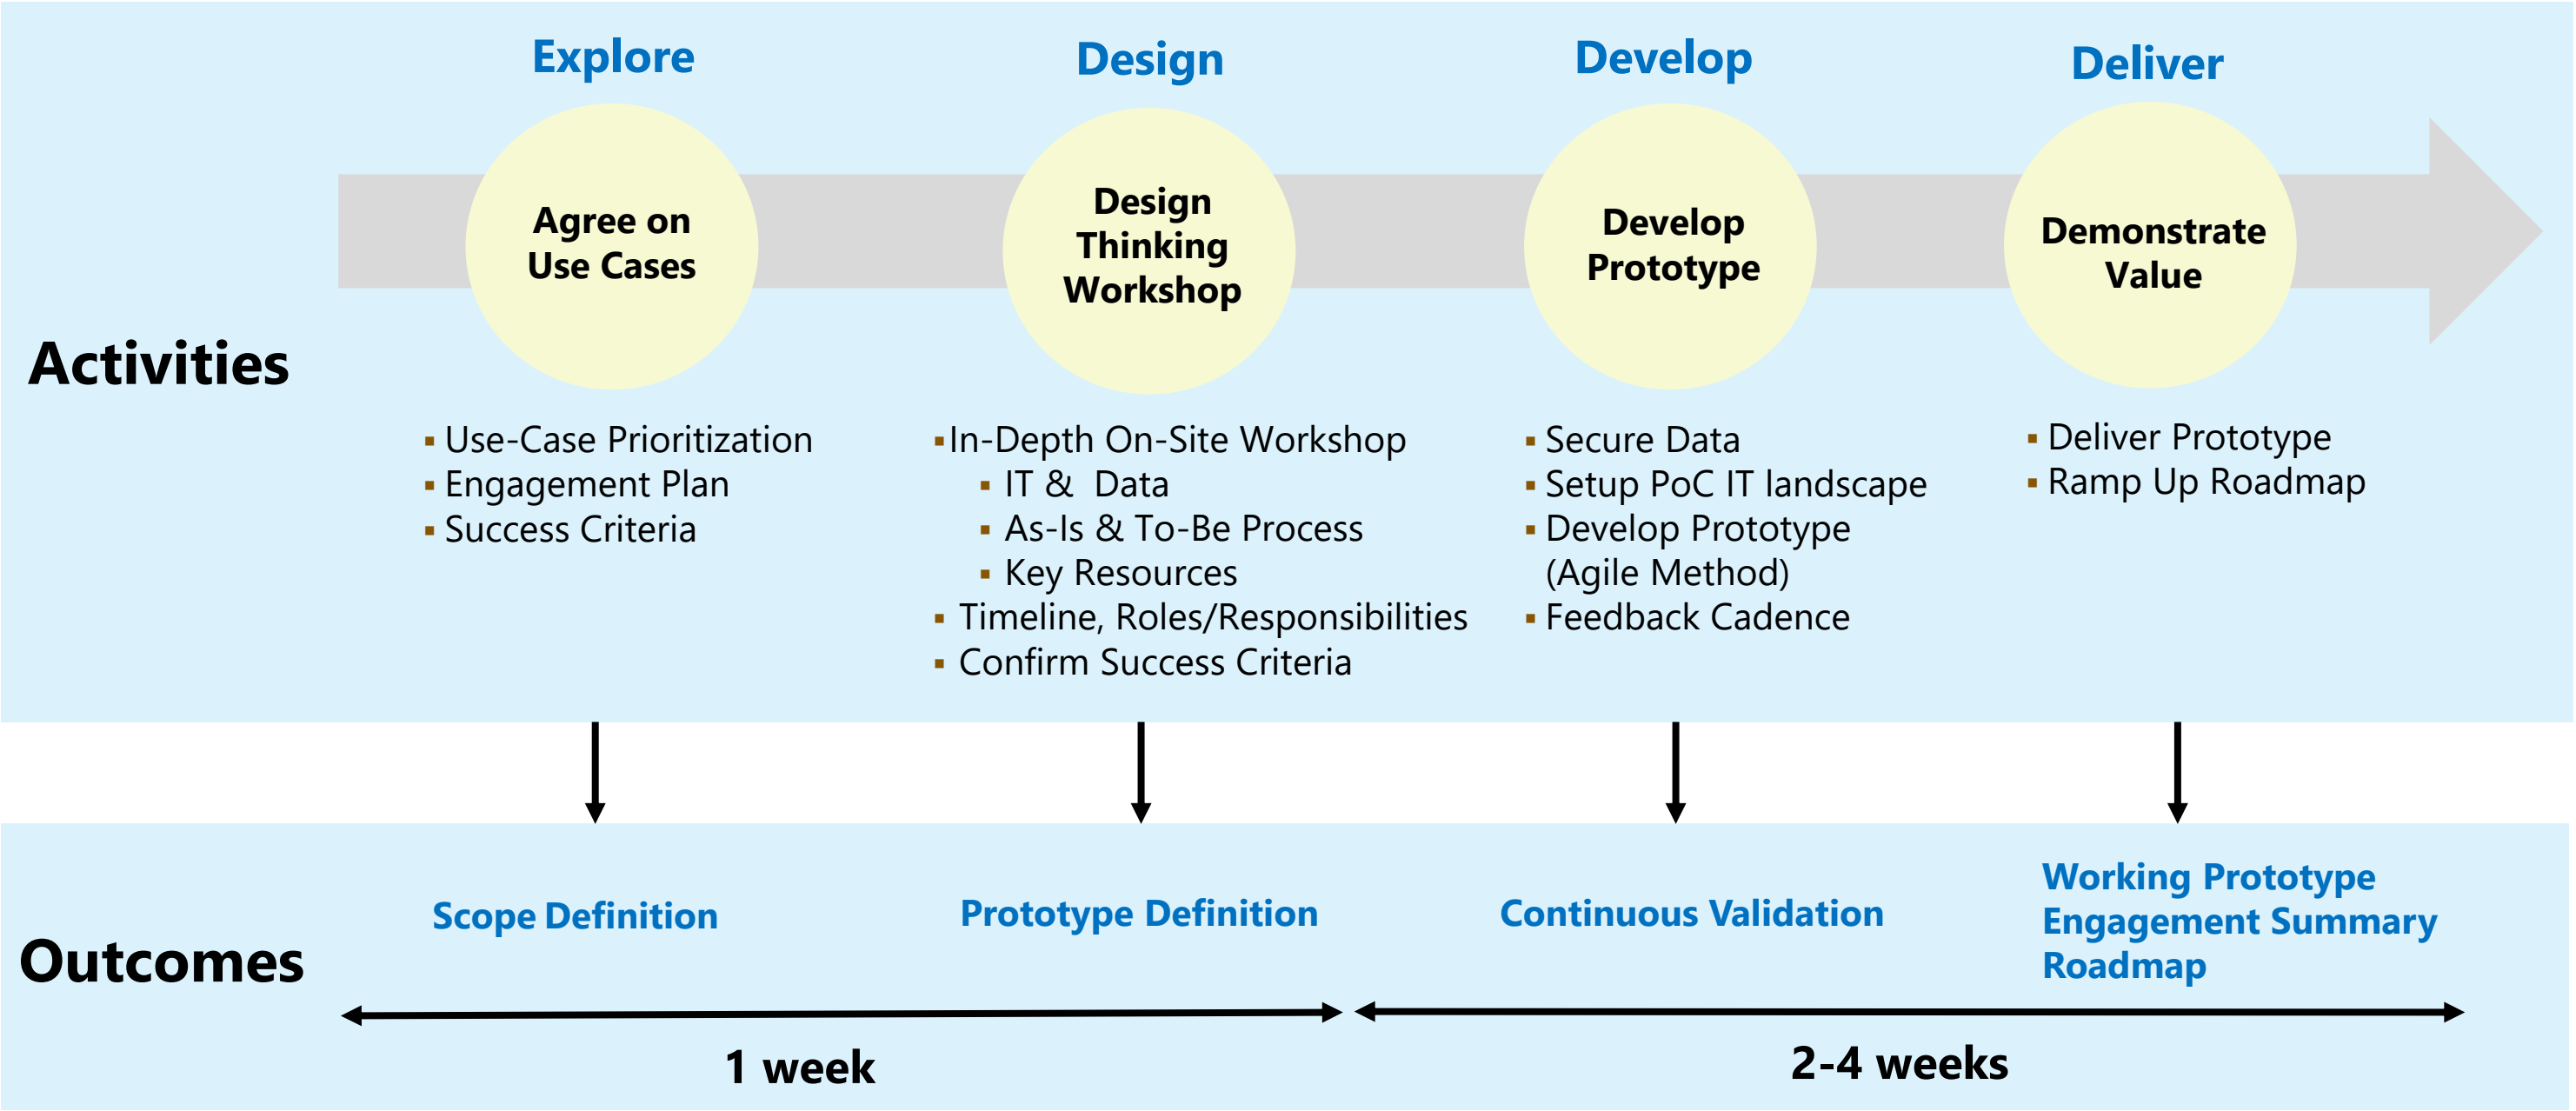 Explore
Design
Develop
Deliver
Agree on
Use Cases
Design
Thinking
Workshop
Develop
Prototype
Demonstrate
Value
Activities
▪ Use-Case Prioritization
▪ Engagement Plan
▪ Success Criteria
▪ In-Depth On-Site Workshop
▪ IT & Data
▪ As-Is & To-Be Process
▪ Key Resources
▪ Timeline, Roles/Responsibilities
▪ Confirm Success Criteria
▪ Secure Data
▪ Setup PoC IT landscape
▪ Develop Prototype
(Agile Method)
▪ Feedback Cadence
▪ Deliver Prototype
▪ Ramp Up Roadmap
Outcomes
Scope Definition
Prototype Definition
Continuous Validation
Working Prototype
Engagement Summary
Roadmap
1 week
2-4 weeks